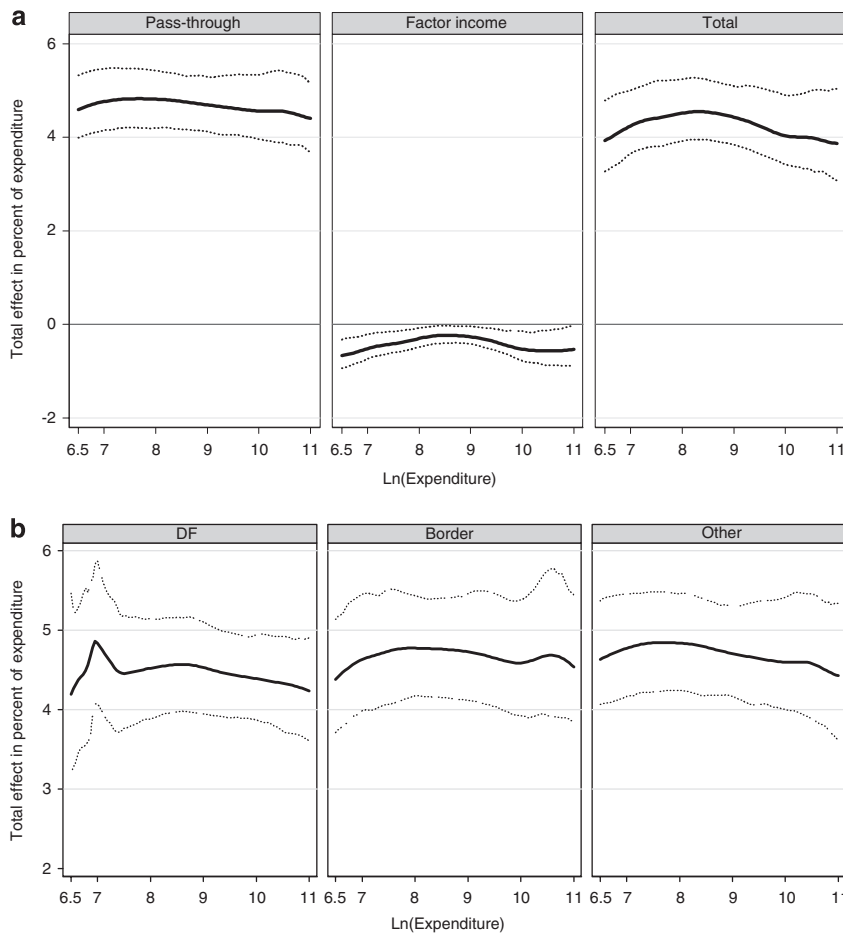 a
Pass-through Factor income Total
Total effect in percent of expenditure
6
4
2
0
-2
6.5 7 8 9 10 11 6.5 7 8 9 10 11 6.5 7 8 9 10 11
Ln(Expenditure)
b
DF Border Other
Total effect in percent of expenditure
6
5
4
3
2
6.5 7 8 9 10 11 6.5 7 8 9 10 11 6.5 7 8 9 10 11
Ln(Expenditure)